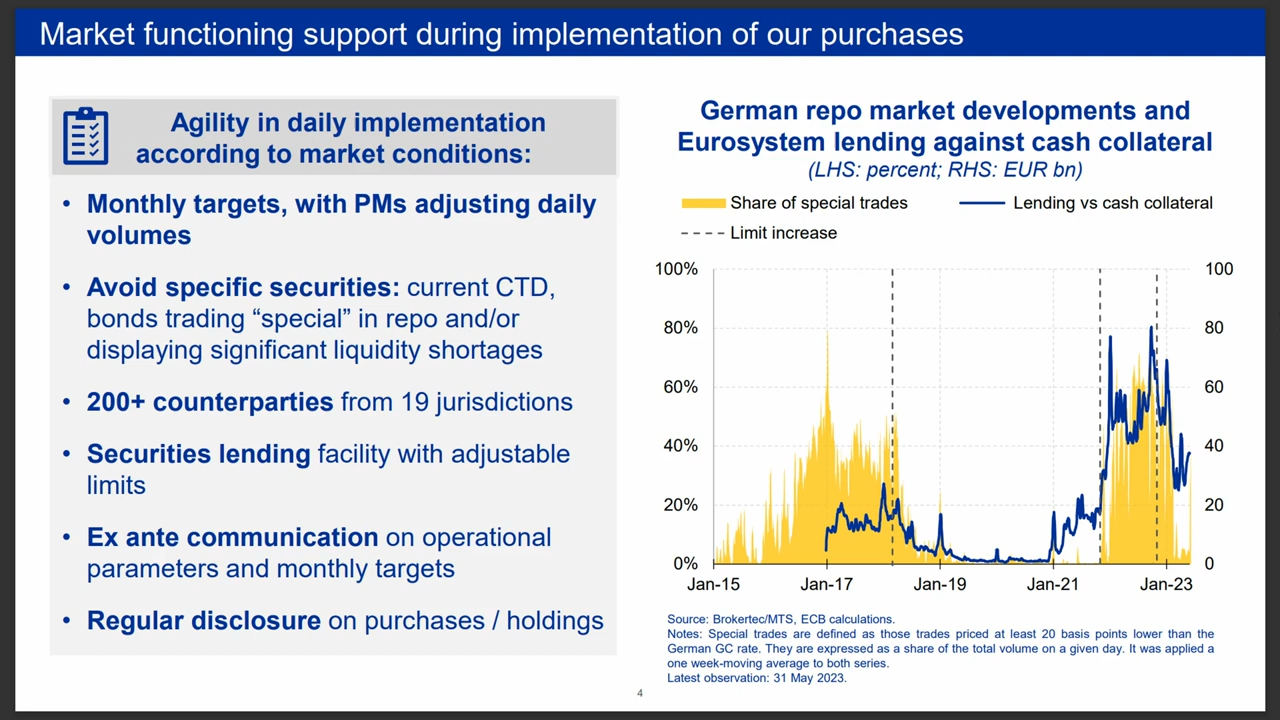 Market functioning support during implementation of our purchases
Agility in daily implementation
according to market conditions:
• Monthly targets, with PMs adjusting daily
volumes
• Avoid specific securities: current CTD,
bonds trading “special” in repo and/or
displaying significant liquidity shortages
• 200+ counterparties from 19 jurisdictions
• Securities lending facility with adjustable
limits
• Ex ante communication on operational
parameters and monthly targets
• Regular disclosure on purchases / holdings
German repo market developments and
Eurosystem lending against cash collateral
(LHS: percent; RHS: EUR bn)
Share of special trades
Lending vs cash collateral
Limit increase
100%
80%
60%
40%
20%
0%
100
80
60
40
20
0
Jan-15 Jan-17 Jan-19 Jan-21 Jan-23
Source: Brokertec/MTS, ECB calculations.
Notes: Special trades are defined as those trades priced at least 20 basis points lower than the
German GC rate. They are expressed as a share of the total volume on a given day. It was applied a
one week-moving average to both series.
Latest observation: 31 May 2023.
4